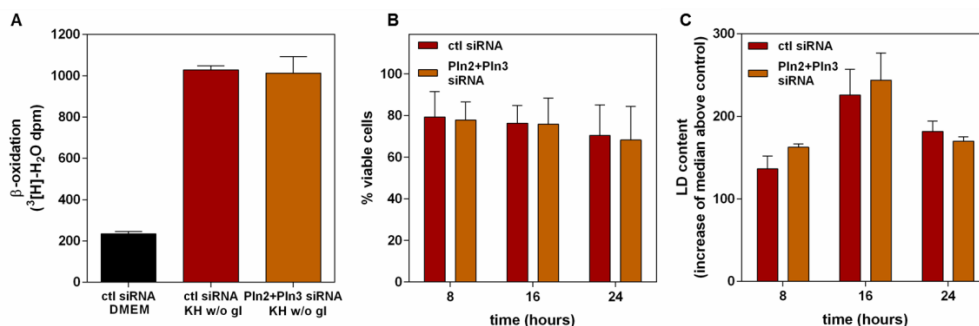 A
β-oxidation
(³[H]-H₂O dpm)
1200
1000
800
600
400
200
0
ctl siRNA
DMEM
ctl siRNA
KH w/o gl
Pln2+Pln3 siRNA
KH w/o gl
B
ctl siRNA
Pln2+Pln3
siRNA
% viable cells
100
80
60
40
20
0
8
16
24
time (hours)
C
ctl siRNA
Pln2+Pln3
siRNA
LD content
(increase of median above control)
300
200
100
0
8
16
24
time (hours)